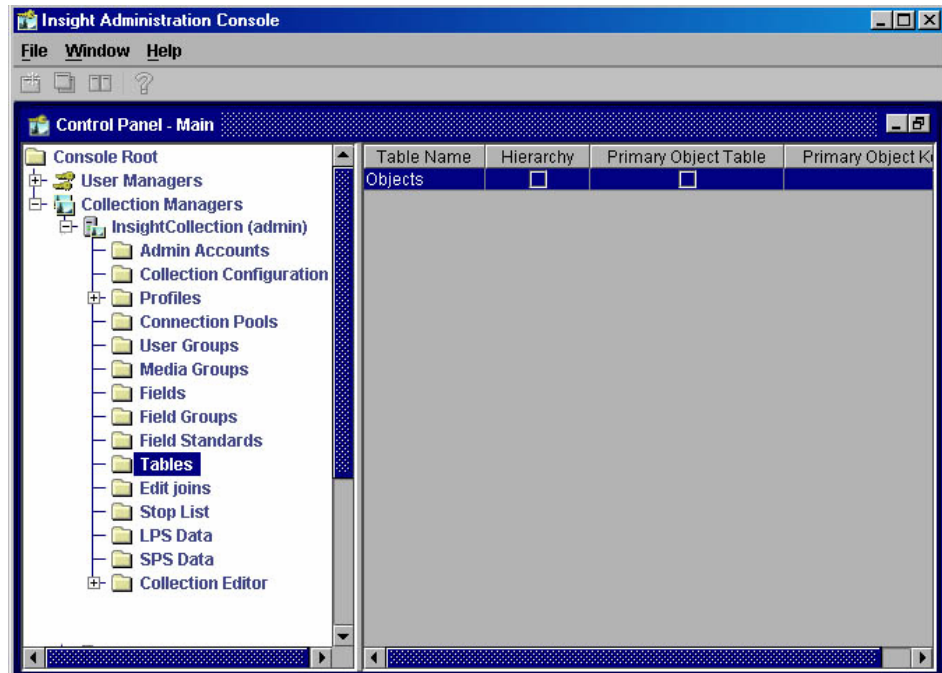 Insight Administration Console
File Window Help
Control Panel - Main
Console Root
User Managers
Collection Managers
InsightCollection (admin)
Admin Accounts
Collection Configuration
Profiles
Connection Pools
User Groups
Media Groups
Fields
Field Groups
Field Standards
Tables
Edit joins
Stop List
LPS Data
SPS Data
Collection Editor
Table Name Hierarchy Primary Object Table Primary Object
Objects